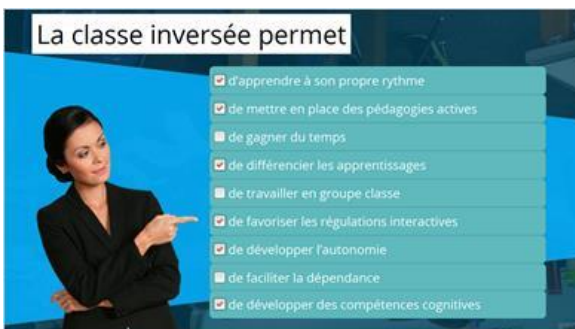 La classe inversée permet
d'apprendre à son propre rythme
de mettre en place des pédagogies actives
de gagner du temps
de différencier les apprentissages
de travailler en groupe classe
de favoriser les régulations interactives
de développer l'autonomie
de faciliter la dépendance
de développer des compétences cognitives